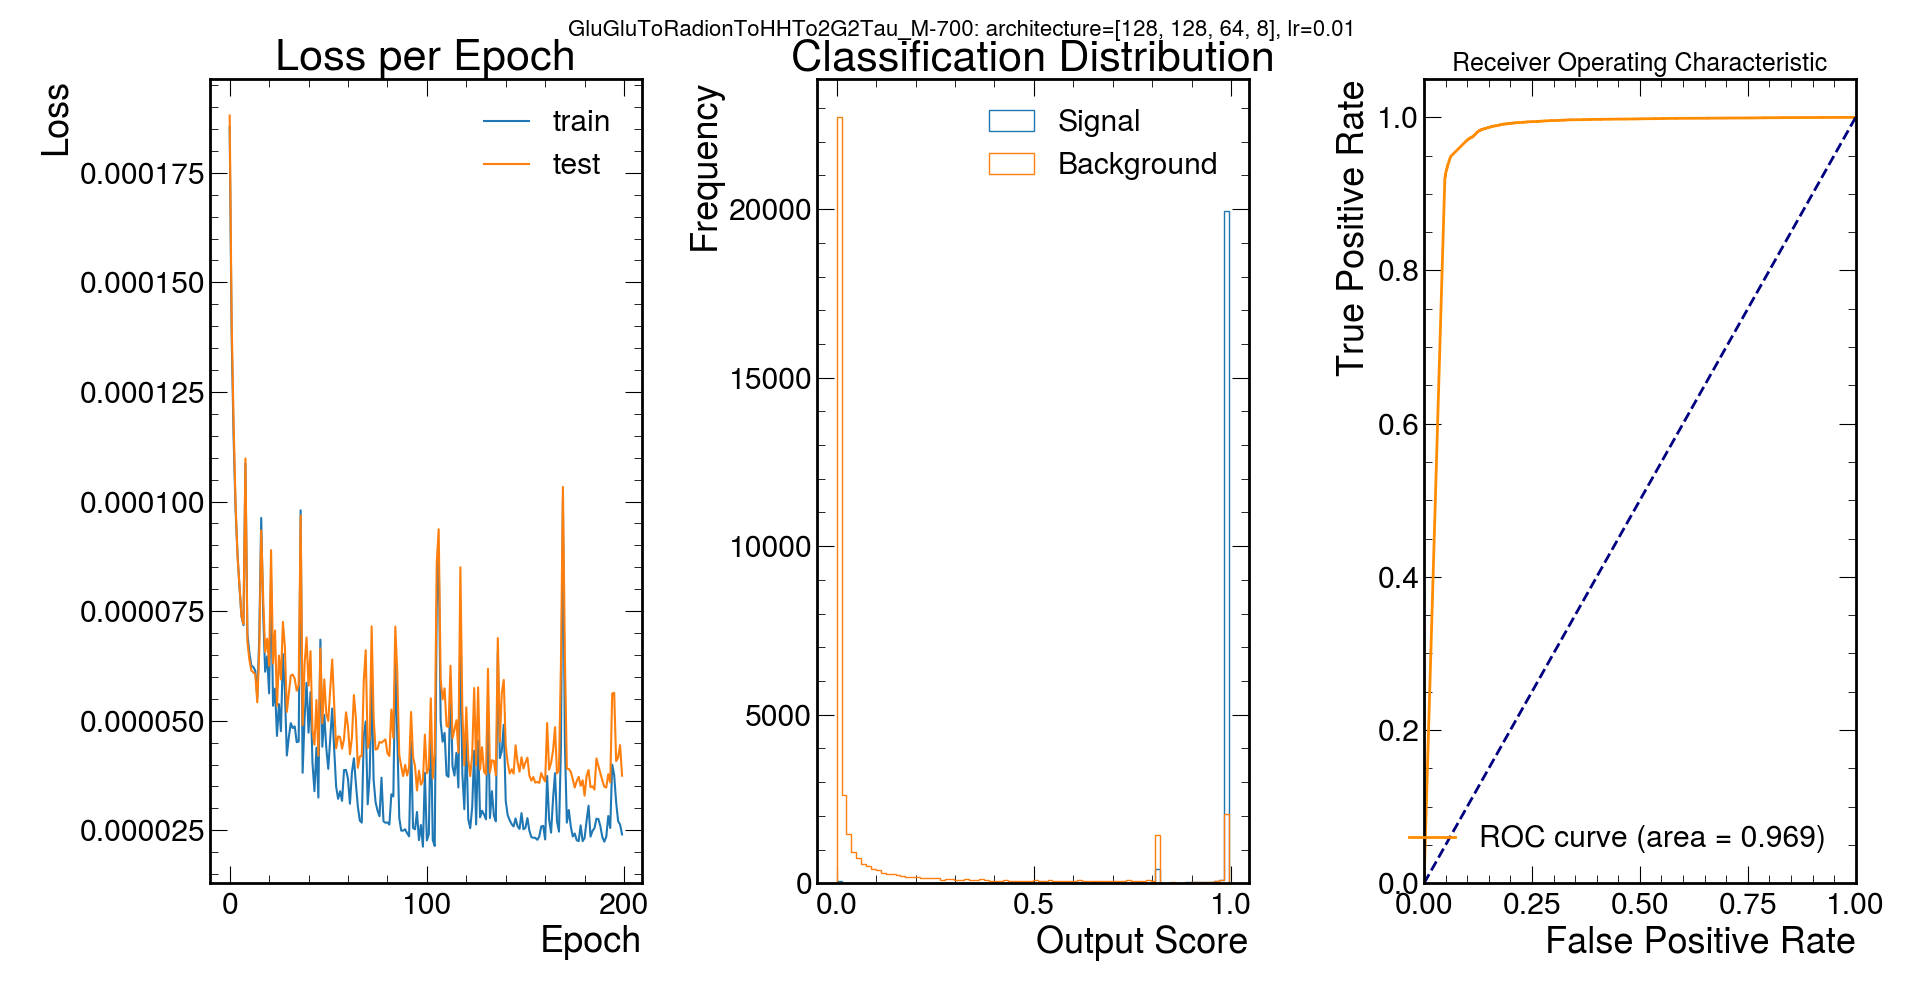 GluGluToRadionToHHTo2G2Tau_M-700: architecture=[128, 128, 64, 8], lr=0.01
Loss per Epoch
Loss
0.000175
0.000150
0.000125
0.000100
0.000075
0.000050
0.000025
train
test
0
100
200
Epoch
Classification Distribution
Frequency
20000
15000
10000
5000
0
Signal
Background
0.0
0.5
1.0
Output Score
Receiver Operating Characteristic
True Positive Rate
1.0
0.8
0.6
0.4
0.2
0.0
ROC curve (area = 0.969)
0.00
0.25
0.50
0.75
1.00
False Positive Rate